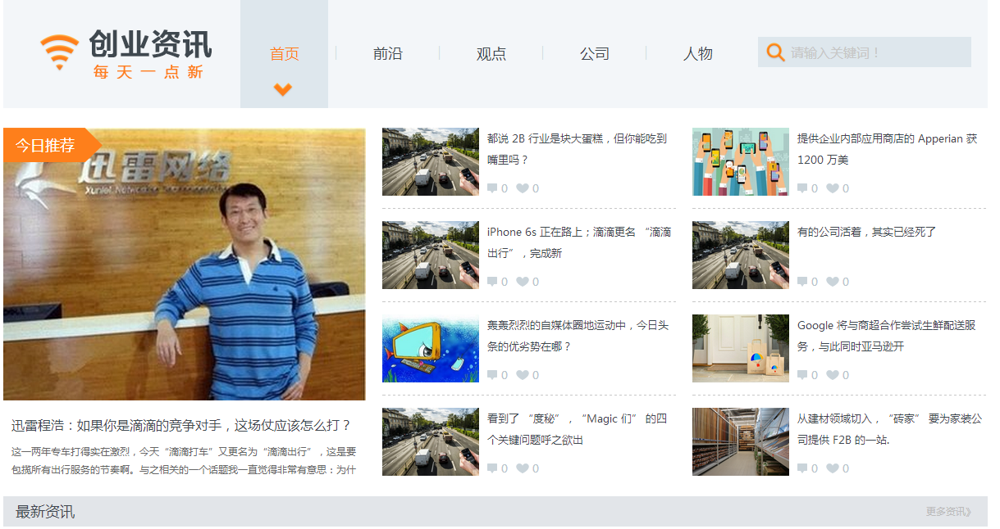 创业资讯
每天一点新
首页
前沿
观点
公司
人物
请输入关键词！
今日推荐
迅雷网络
迅雷程浩：如果你是滴滴的竞争对手，这场仗应该怎么打？
这一两年专车打得实在激烈，今天“滴滴打车”又更名为“滴滴出行”，这是要
包揽所有出行服务的节奏啊。与之相关的一个话题我一直觉得非常有意思：为什
都说 2B 行业是块大蛋糕，但你能吃到
嘴里吗？
0 0
iPhone 6s 正在路上；滴滴更名 “滴滴
出行” ，完成新
0 0
轰轰烈烈的自媒体圈地运动中，今日头
条的优劣势在哪？
0 0
看到了 “度秘” ，“Magic 们” 的四
个关键问题呼之欲出
0 0
提供企业内部应用商店的 Apperian 获
1200 万美
0 0
有的公司活着，其实已经死了
0 0
Google 将与商超合作尝试生鲜配送服
务，与此同时亚马逊开
0 0
从建材领域切入，“砖家” 要为家装公
司提供 F2B 的一站.
0 0
最新资讯
更多资讯》